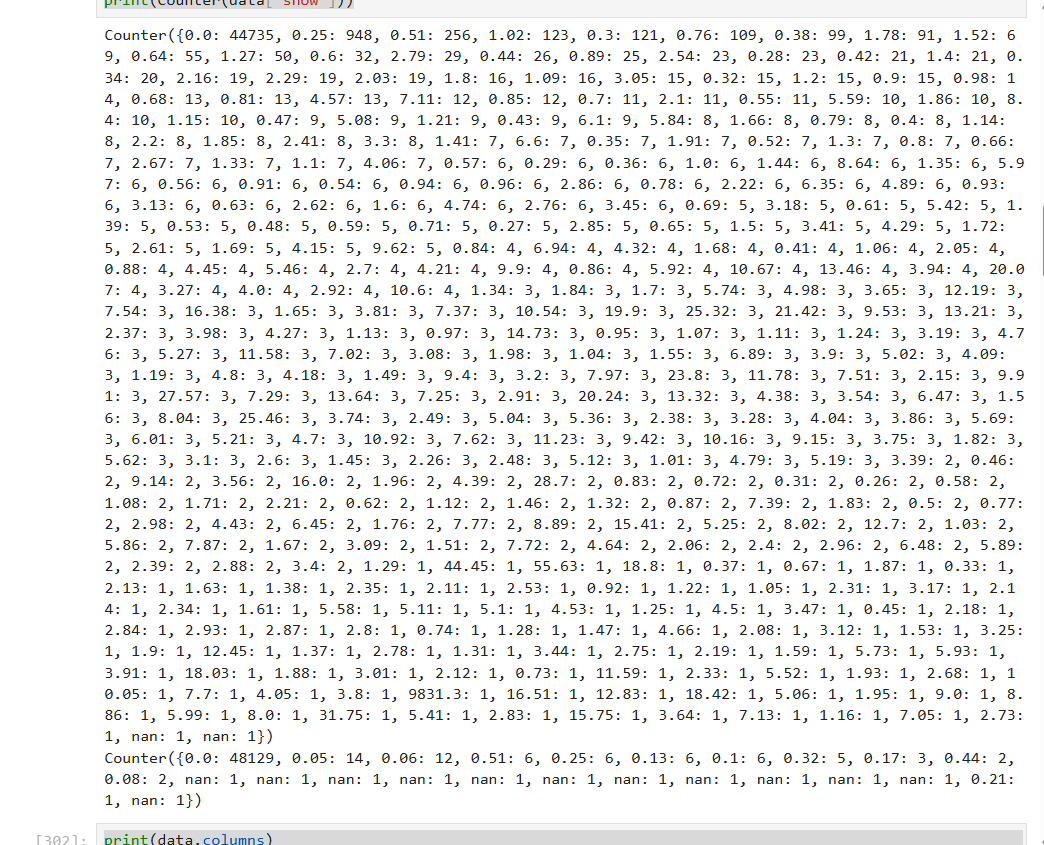 print(Counter(data["snow"]))
Counter({0.0: 44735, 0.25: 948, 0.51: 256, 1.02: 123, 0.3: 121, 0.76: 109, 0.38: 99, 1.78: 91, 1.52: 6
9, 0.64: 55, 1.27: 50, 0.6: 32, 2.79: 29, 0.44: 26, 0.89: 25, 2.54: 23, 0.28: 23, 0.42: 21, 1.4: 21, 0.
34: 20, 2.16: 19, 2.29: 19, 2.03: 19, 1.8: 16, 1.09: 16, 3.05: 15, 0.32: 15, 1.2: 15, 0.9: 15, 0.98: 1
4, 0.68: 13, 0.81: 13, 4.57: 13, 7.11: 12, 0.85: 12, 0.7: 11, 2.1: 11, 0.55: 11, 5.59: 10, 1.86: 10, 8.
4: 10, 1.15: 10, 0.47: 9, 5.08: 9, 1.21: 9, 0.43: 9, 6.1: 9, 5.84: 8, 1.66: 8, 0.79: 8, 0.4: 8, 1.14:
8, 2.2: 8, 1.85: 8, 2.41: 8, 3.3: 8, 1.41: 7, 6.6: 7, 0.35: 7, 1.91: 7, 0.52: 7, 1.3: 7, 0.8: 7, 0.66:
7, 2.67: 7, 1.33: 7, 1.1: 7, 4.06: 7, 0.57: 6, 0.29: 6, 0.36: 6, 1.0: 6, 1.44: 6, 8.64: 6, 1.35: 6, 5.9
7: 6, 0.56: 6, 0.91: 6, 0.54: 6, 0.94: 6, 0.96: 6, 2.86: 6, 0.78: 6, 2.22: 6, 6.35: 6, 4.89: 6, 0.93:
6, 3.13: 6, 0.63: 6, 2.62: 6, 1.6: 6, 4.74: 6, 2.76: 6, 3.45: 6, 0.69: 5, 3.18: 5, 0.61: 5, 5.42: 5, 1.
39: 5, 0.53: 5, 0.48: 5, 0.59: 5, 0.71: 5, 0.27: 5, 2.85: 5, 0.65: 5, 1.5: 5, 3.41: 5, 4.29: 5, 1.72:
5, 2.61: 5, 1.69: 5, 4.15: 5, 9.62: 5, 0.84: 4, 6.94: 4, 4.32: 4, 1.68: 4, 0.41: 4, 1.06: 4, 2.05: 4,
0.88: 4, 4.45: 4, 5.46: 4, 2.7: 4, 4.21: 4, 9.9: 4, 0.86: 4, 5.92: 4, 10.67: 4, 13.46: 4, 3.94: 4, 20.0
7: 4, 3.27: 4, 4.0: 4, 2.92: 4, 10.6: 4, 1.34: 3, 1.84: 3, 1.7: 3, 5.74: 3, 4.98: 3, 3.65: 3, 12.19: 3,
7.54: 3, 16.38: 3, 1.65: 3, 3.81: 3, 7.37: 3, 10.54: 3, 19.9: 3, 25.32: 3, 21.42: 3, 9.53: 3, 13.21: 3,
2.37: 3, 3.98: 3, 4.27: 3, 1.13: 3, 0.97: 3, 14.73: 3, 0.95: 3, 1.07: 3, 1.11: 3, 1.24: 3, 3.19: 3, 4.7
6: 3, 5.27: 3, 11.58: 3, 7.02: 3, 3.08: 3, 1.98: 3, 1.04: 3, 1.55: 3, 6.89: 3, 3.9: 3, 5.02: 3, 4.09:
3, 1.19: 3, 4.8: 3, 4.18: 3, 1.49: 3, 9.4: 3, 3.2: 3, 7.97: 3, 23.8: 3, 11.78: 3, 7.51: 3, 2.15: 3, 9.9
1: 3, 27.57: 3, 7.29: 3, 13.64: 3, 7.25: 3, 2.91: 3, 20.24: 3, 13.32: 3, 4.38: 3, 3.54: 3, 6.47: 3, 1.5
6: 3, 8.04: 3, 25.46: 3, 3.74: 3, 2.49: 3, 5.04: 3, 5.36: 3, 2.38: 3, 3.28: 3, 4.04: 3, 3.86: 3, 5.69:
3, 6.01: 3, 5.21: 3, 4.7: 3, 10.92: 3, 7.62: 3, 11.23: 3, 9.42: 3, 10.16: 3, 9.15: 3, 3.75: 3, 1.82: 3,
5.62: 3, 3.1: 3, 2.6: 3, 1.45: 3, 2.26: 3, 2.48: 3, 5.12: 3, 1.01: 3, 4.79: 3, 5.19: 3, 3.39: 2, 0.46:
2, 9.14: 2, 3.56: 2, 16.0: 2, 1.96: 2, 4.39: 2, 28.7: 2, 0.83: 2, 0.72: 2, 0.31: 2, 0.26: 2, 0.58: 2,
1.08: 2, 1.71: 2, 2.21: 2, 0.62: 2, 1.12: 2, 1.46: 2, 1.32: 2, 0.87: 2, 7.39: 2, 1.83: 2, 0.5: 2, 0.77:
2, 2.98: 2, 4.43: 2, 6.45: 2, 1.76: 2, 7.77: 2, 8.89: 2, 15.41: 2, 5.25: 2, 8.02: 2, 12.7: 2, 1.03: 2,
5.86: 2, 7.87: 2, 1.67: 2, 3.09: 2, 1.51: 2, 7.72: 2, 4.64: 2, 2.06: 2, 2.4: 2, 2.96: 2, 6.48: 2, 5.89:
2, 2.39: 2, 2.88: 2, 3.4: 2, 1.29: 1, 44.45: 1, 55.63: 1, 18.8: 1, 0.37: 1, 0.67: 1, 1.87: 1, 0.33: 1,
2.13: 1, 1.63: 1, 1.38: 1, 2.35: 1, 2.11: 1, 2.53: 1, 0.92: 1, 1.22: 1, 1.05: 1, 2.31: 1, 3.17: 1, 2.1
4: 1, 2.34: 1, 1.61: 1, 5.58: 1, 5.11: 1, 5.1: 1, 4.53: 1, 1.25: 1, 4.5: 1, 3.47: 1, 0.45: 1, 2.18: 1,
2.84: 1, 2.93: 1, 2.87: 1, 2.8: 1, 0.74: 1, 1.28: 1, 1.47: 1, 4.66: 1, 2.08: 1, 3.12: 1, 1.53: 1, 3.25:
1, 1.9: 1, 12.45: 1, 1.37: 1, 2.78: 1, 1.31: 1, 3.44: 1, 2.75: 1, 2.19: 1, 1.59: 1, 5.73: 1, 5.93: 1,
3.91: 1, 18.03: 1, 1.88: 1, 3.01: 1, 2.12: 1, 0.73: 1, 11.59: 1, 2.33: 1, 5.52: 1, 1.93: 1, 2.68: 1, 1
0.05: 1, 7.7: 1, 4.05: 1, 3.8: 1, 9831.3: 1, 16.51: 1, 12.83: 1, 18.42: 1, 5.06: 1, 1.95: 1, 9.0: 1, 8.
86: 1, 5.99: 1, 8.0: 1, 31.75: 1, 5.41: 1, 2.83: 1, 15.75: 1, 3.64: 1, 7.13: 1, 1.16: 1, 7.05: 1, 2.73:
1, nan: 1, nan: 1})
Counter({0.0: 48129, 0.05: 14, 0.06: 12, 0.51: 6, 0.25: 6, 0.13: 6, 0.1: 6, 0.32: 5, 0.17: 3, 0.44: 2,
0.08: 2, nan: 1, nan: 1, nan: 1, nan: 1, nan: 1, nan: 1, nan: 1, nan: 1, nan: 1, nan: 1, nan: 1, 0.21:
1, nan: 1})
[302]: print(data.columns)